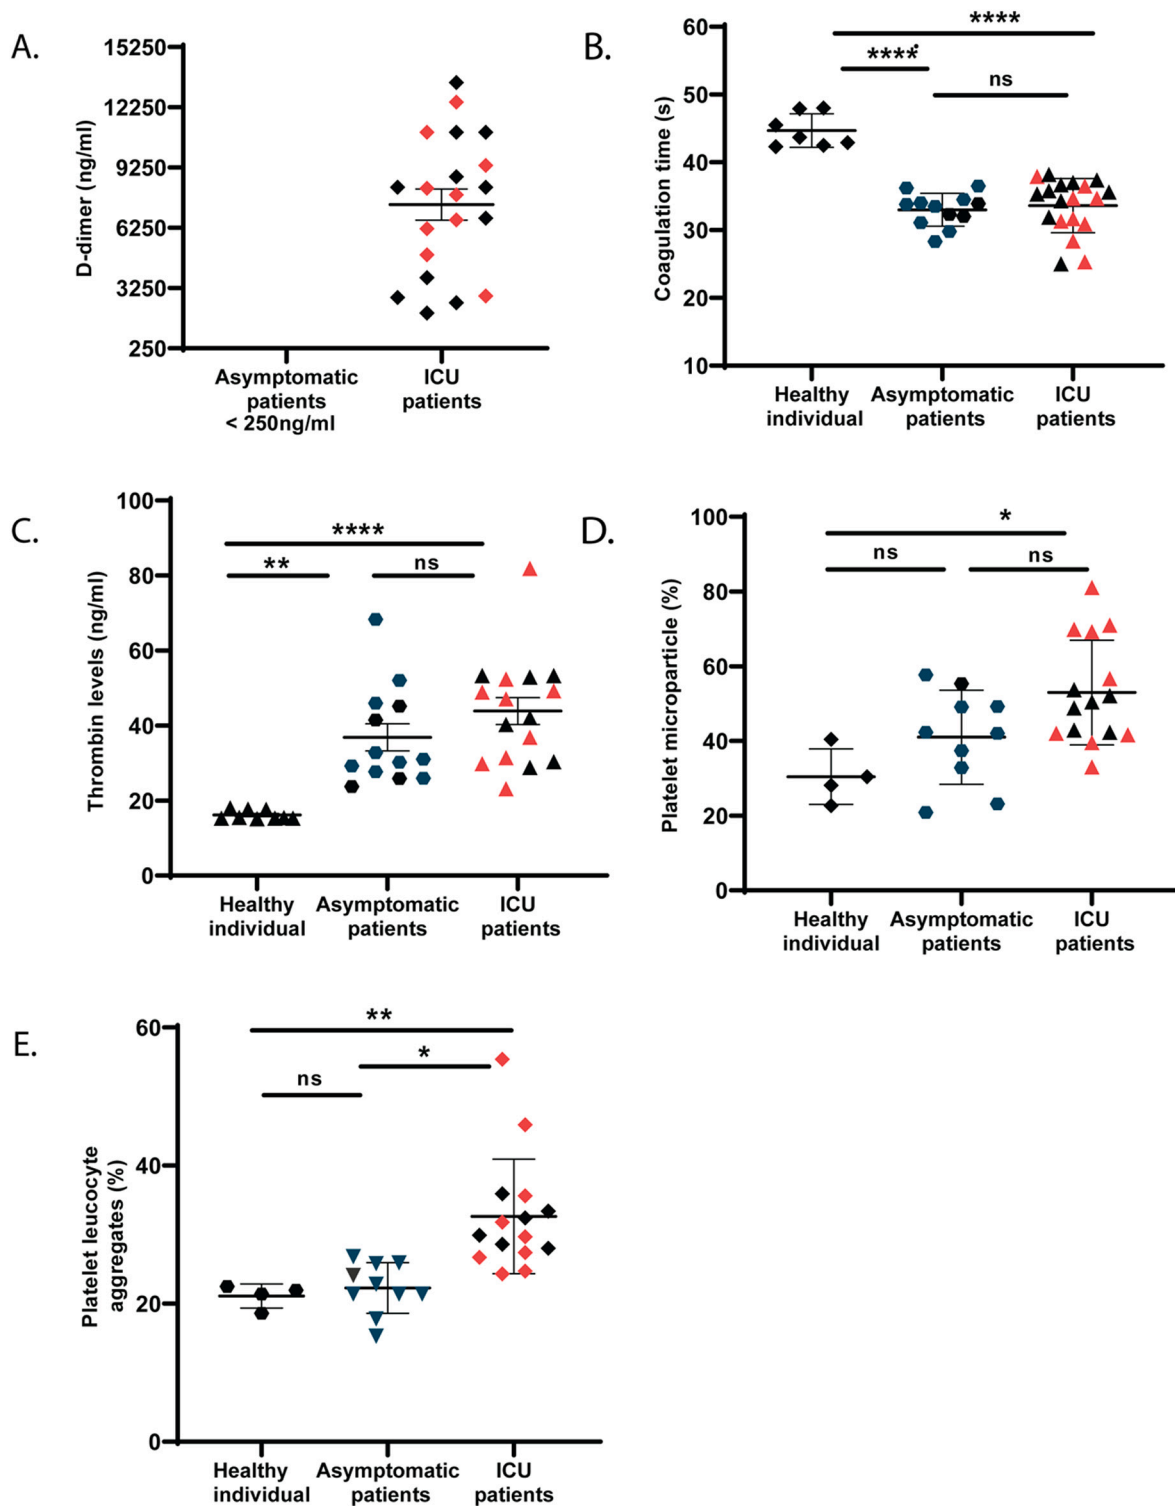 A.
15250
12250
9250
6250
3250
250
D-dimer (ng/ml)
Asymptomatic
patients
< 250ng/ml
ICU
patients
B.
60
50
40
30
20
10
Coagulation time (s)
****
****
ns
Healthy
individual
Asymptomatic
patients
ICU
patients
C.
100
80
60
40
20
0
Thrombin levels (ng/ml)
****
**
ns
Healthy
individual
Asymptomatic
patients
ICU
patients
D.
100
80
60
40
20
0
Platelet microparticle (%)
*
ns
ns
Healthy
individual
Asymptomatic
patients
ICU
patients
E.
60
40
20
0
Platelet leucocyte
aggregates (%)
**
*
ns
Healthy
individual
Asymptomatic
patients
ICU
patients